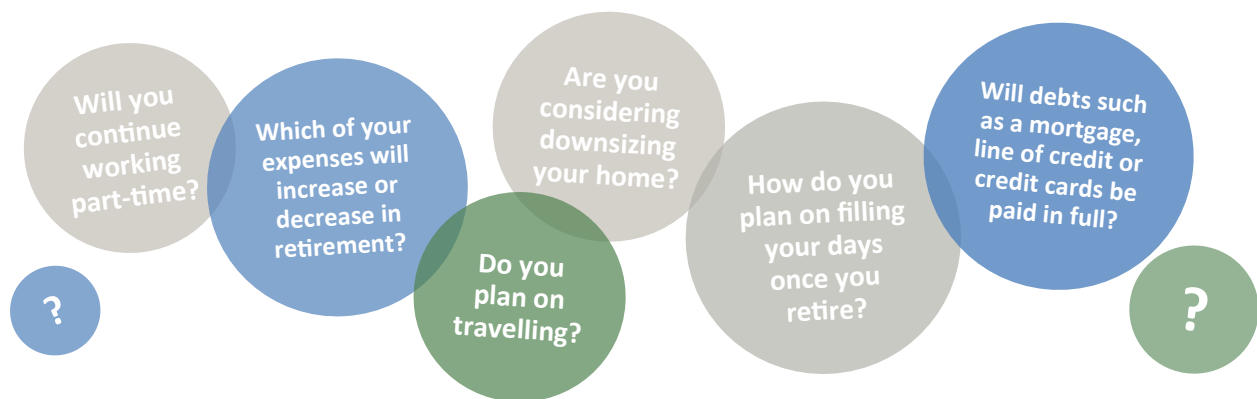 Will you
continue
working
part-time?
Which of your
expenses will
increase or
decrease in
retirement?
Are you
considering
downsizing
your home?
Do you
plan on
travelling?
How do you
plan on filling
your days
once you
retire?
Will debts such
as a mortgage,
line of credit or
credit cards be
paid in full?
?
?